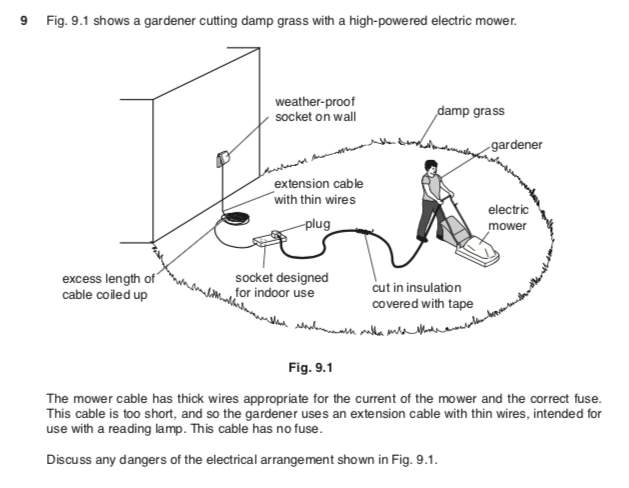 9 Fig. 9.1 shows a gardener cutting damp grass with a high-powered electric mower.
weather-proof
socket on wall
damp grass
gardener
extension cable
with thin wires
electric
mower
plug
excess length of
cable coiled up
socket designed
for indoor use
cut in insulation
covered with tape
Fig. 9.1
The mower cable has thick wires appropriate for the current of the mower and the correct fuse.
This cable is too short, and so the gardener uses an extension cable with thin wires, intended for
use with a reading lamp. This cable has no fuse.
Discuss any dangers of the electrical arrangement shown in Fig. 9.1.